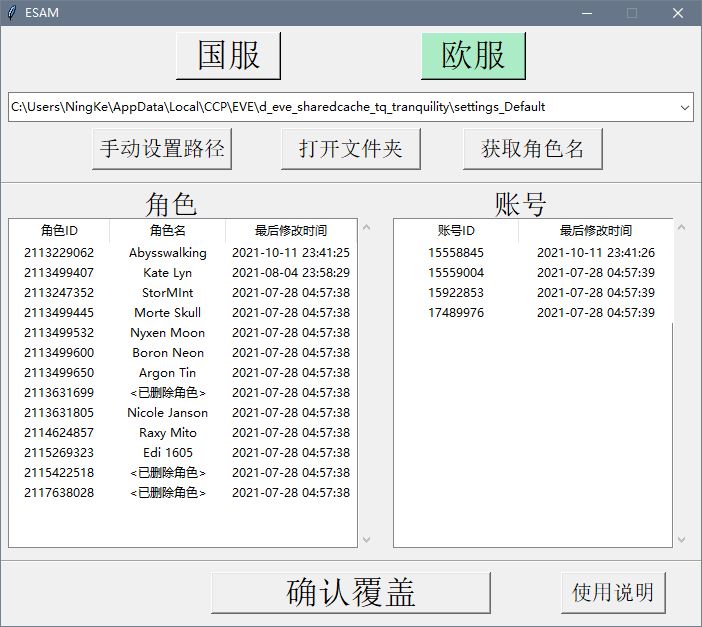 ESAM
国服 欧服
C:\Users\NingKe\AppData\Local\CCP\EVE\d_eve_sharedcache_tq_tranquility\settings_Default
手动设置路径 打开文件夹 获取角色名
角色 账号
角色ID 角色名 最后修改时间 账号ID 最后修改时间
2113229062 Abysswalking 2021-10-11 23:41:25 15558845 2021-10-11 23:41:26
2113499407 Kate Lyn 2021-08-04 23:58:29 15559004 2021-07-28 04:57:39
2113247352 StorMInt 2021-07-28 04:57:38 15922853 2021-07-28 04:57:39
2113499445 Morte Skull 2021-07-28 04:57:38 17489976 2021-07-28 04:57:39
2113499532 Nyxen Moon 2021-07-28 04:57:38
2113499600 Boron Neon 2021-07-28 04:57:38
2113499650 Argon Tin 2021-07-28 04:57:38
2113631699 <已删除角色> 2021-07-28 04:57:38
2113631805 Nicole Janson 2021-07-28 04:57:38
2114624857 Raxy Mito 2021-07-28 04:57:38
2115269323 Edi 1605 2021-07-28 04:57:38
2115422518 <已删除角色> 2021-07-28 04:57:38
2117638028 <已删除角色> 2021-07-28 04:57:38
确认覆盖 使用说明